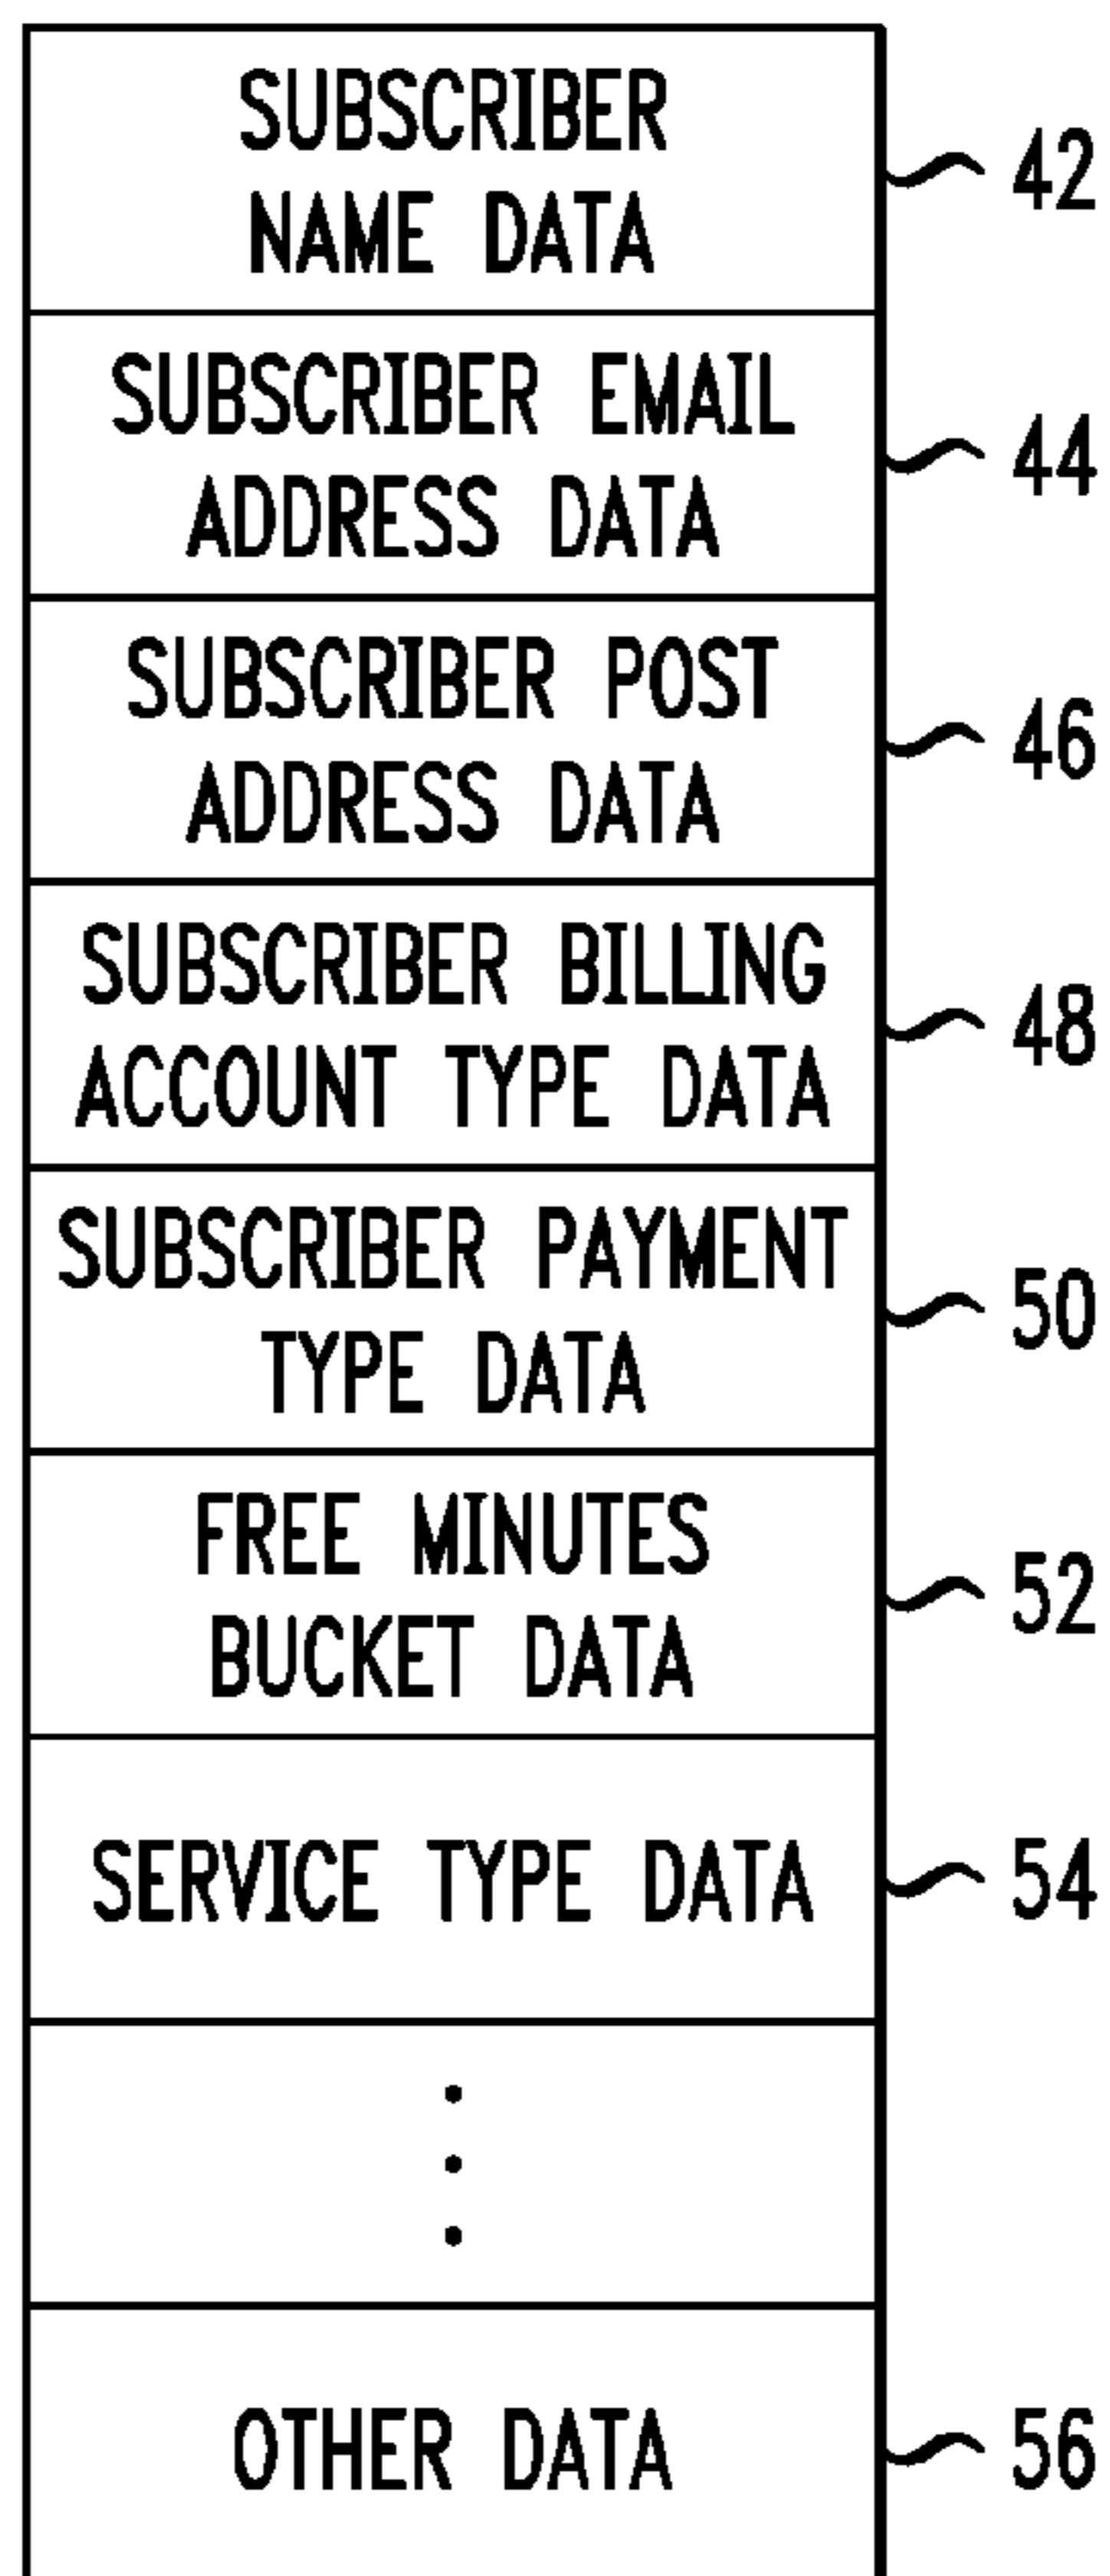 SUBSCRIBER
NAME DATA
42
SUBSCRIBER EMAIL
ADDRESS DATA
44
SUBSCRIBER POST
ADDRESS DATA
46
SUBSCRIBER BILLING
ACCOUNT TYPE DATA
48
SUBSCRIBER PAYMENT
TYPE DATA
50
FREE MINUTES
BUCKET DATA
52
SERVICE TYPE DATA
54
OTHER DATA
56